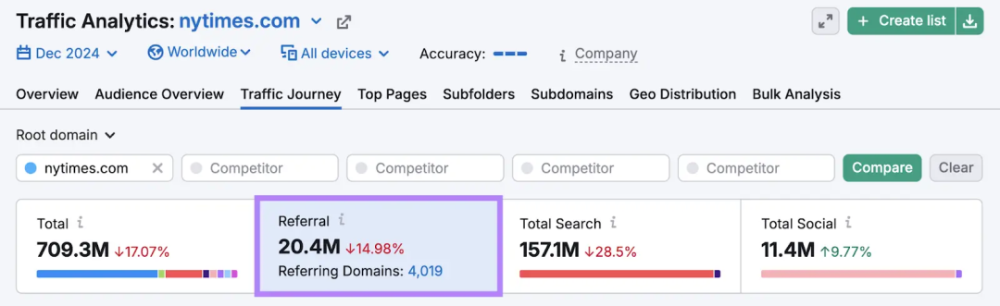 Traffic Analytics: nytimes.com
+ Create list
Dec 2024 Worldwide All devices Accuracy: i Company
Overview Audience Overview Traffic Journey Top Pages Subfolders Subdomains Geo Distribution Bulk Analysis
Root domain
nytimes.com × Competitor Competitor Competitor Competitor Compare Clear
Total i
709.3M ↓17.07%
Referral i
20.4M ↓14.98%
Referring Domains: 4,019
Total Search i
157.1M ↓28.5%
Total Social i
11.4M ↑9.77%